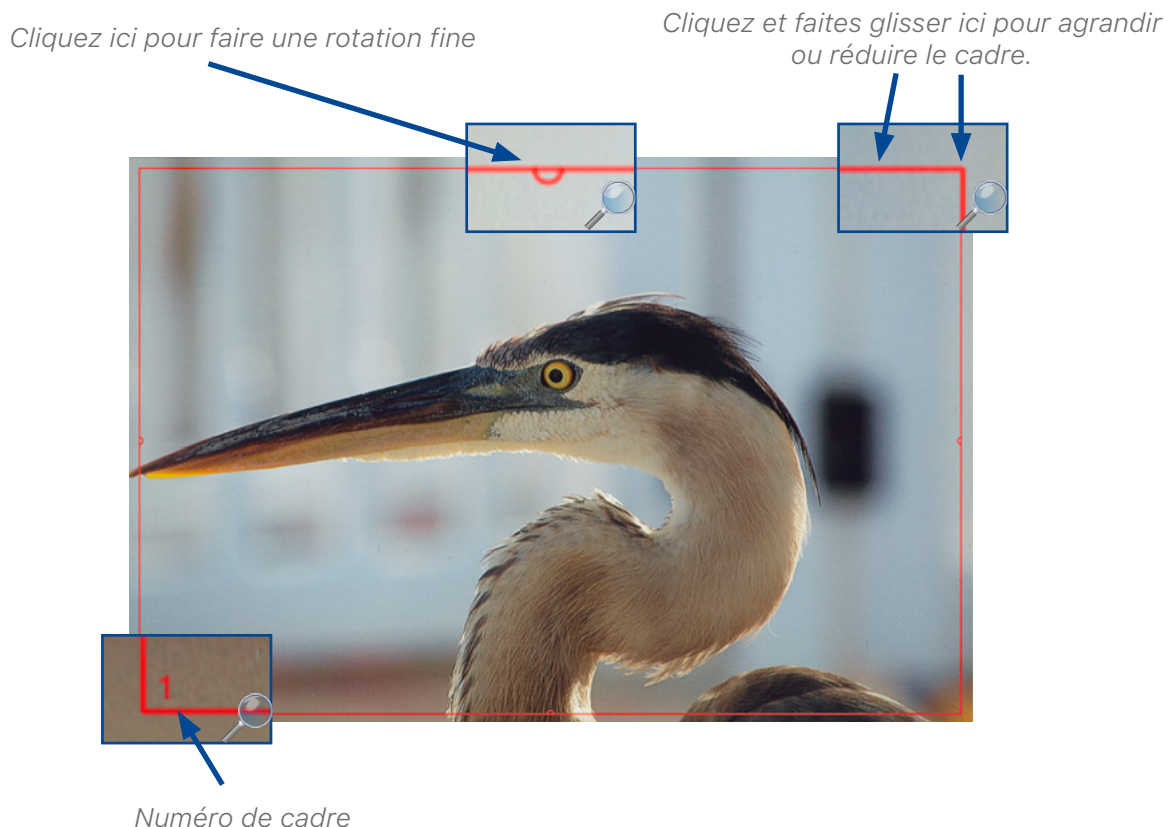 Cliquez ici pour faire une rotation fine
Cliquez et faites glisser ici pour agrandir
ou réduire le cadre.
1
Numéro de cadre